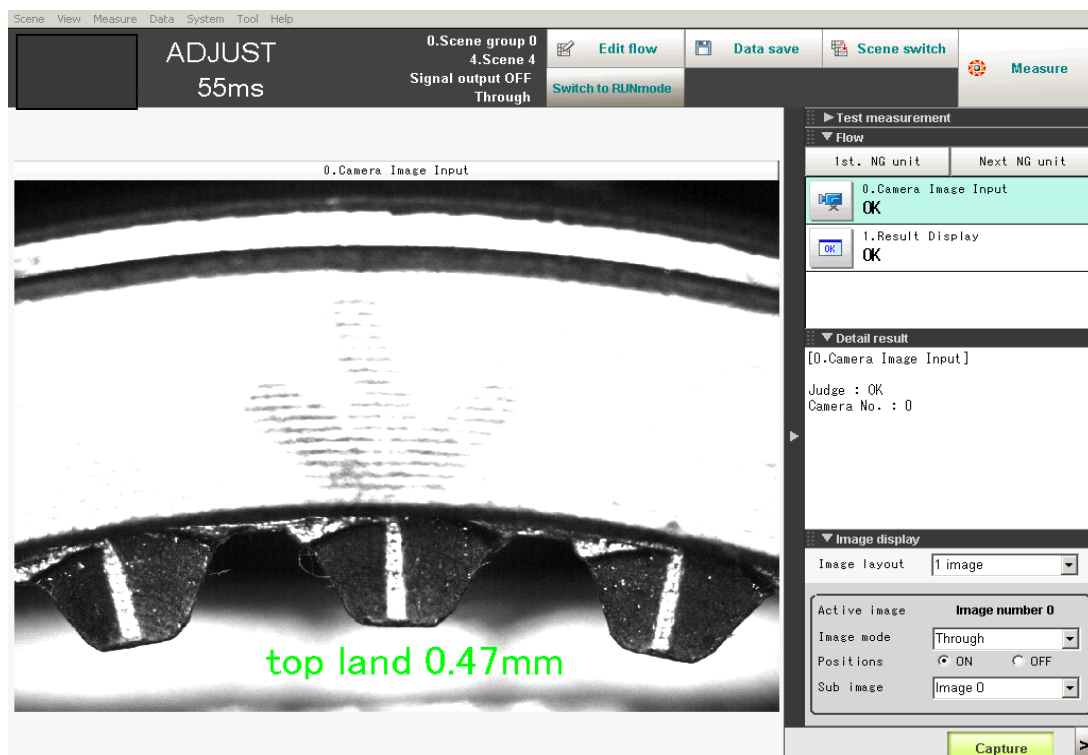 Scene View Measure Data System Tool Help
ADJUST
55ms
0.Scene group 0
4.Scene 4
Signal output OFF
Through
Edit flow
Data save
Scene switch
Switch to RUNmode
Measure
Test measurement
Flow
1st. NG unit
Next NG unit
0.Camera Image Input
OK
OK
1.Result Display
OK
0.Camera Image Input
top land 0.47mm
Detail result
[0.Camera Image Input]
Judge : OK
Camera No. : 0
Image display
Image layout 1 image
Active image Image number 0
Image mode Through
Positions ON OFF
Sub image Image 0
Capture
>